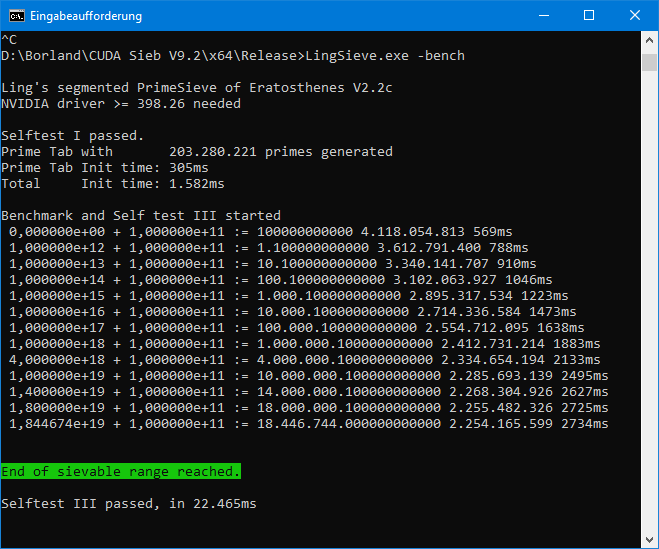 Eingabeaufforderung
^C
D:\Borland\CUDA Sieb V9.2\x64\Release>LingSieve.exe -bench
Ling's segmented PrimeSieve of Eratosthenes V2.2c
NVIDIA driver >= 398.26 needed
Selftest I passed.
Prime Tab with       203.280.221 primes generated
Prime Tab Init time: 305ms
Total     Init time: 1.582ms
Benchmark and Self test III started
0,000000e+00 + 1,000000e+11 := 100000000000 4.118.054.813 569ms
1,000000e+12 + 1,000000e+11 := 1.100000000000 3.612.791.400 788ms
1,000000e+13 + 1,000000e+11 := 10.100000000000 3.340.141.707 910ms
1,000000e+14 + 1,000000e+11 := 100.100000000000 3.102.063.927 1046ms
1,000000e+15 + 1,000000e+11 := 1.000.100000000000 2.895.317.534 1223ms
1,000000e+16 + 1,000000e+11 := 10.000.100000000000 2.714.336.584 1473ms
1,000000e+17 + 1,000000e+11 := 100.000.100000000000 2.554.712.095 1638ms
1,000000e+18 + 1,000000e+11 := 1.000.000.100000000000 2.412.731.214 1883ms
4,000000e+18 + 1,000000e+11 := 4.000.000.100000000000 2.334.654.194 2133ms
1,000000e+19 + 1,000000e+11 := 10.000.000.100000000000 2.285.693.139 2495ms
1,400000e+19 + 1,000000e+11 := 14.000.000.100000000000 2.268.304.926 2627ms
1,800000e+19 + 1,000000e+11 := 18.000.000.100000000000 2.255.482.326 2725ms
1,844674e+19 + 1,000000e+11 := 18.446.744.000000000000 2.254.165.599 2734ms
End of sievable range reached.
Selftest III passed, in 22.465ms